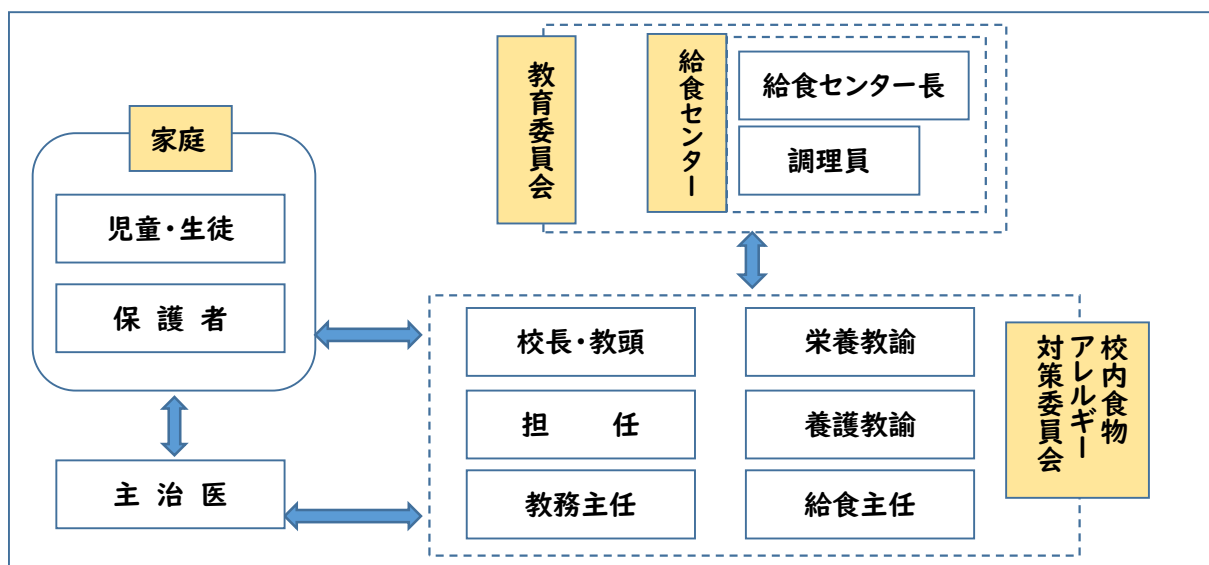 家庭
児童・生徒
保護者
主治医
教育委員会
給食センター
給食センター長
調理員
校長・教頭
栄養教諭
担任
養護教諭
教務主任
給食主任
校内食物
アレルギー
対策委員会